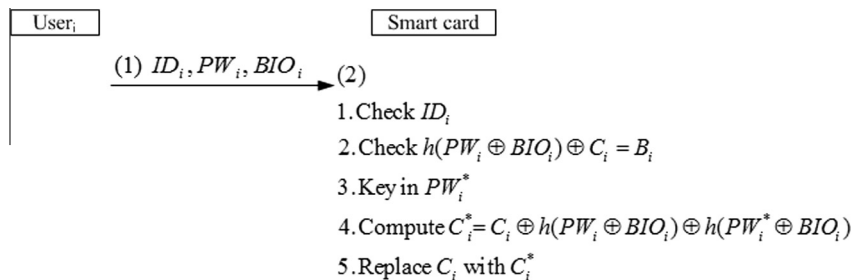 User_i Smart card
(1) ID_i, PW_i, BIO_i (2)
1. Check ID_i
2. Check h(PW_i ⊕ BIO_i) ⊕ C_i = B_i
3. Key in PW_i^*
4. Compute C_i^* = C_i ⊕ h(PW_i ⊕ BIO_i) ⊕ h(PW_i^* ⊕ BIO_i)
5. Replace C_i with C_i^*